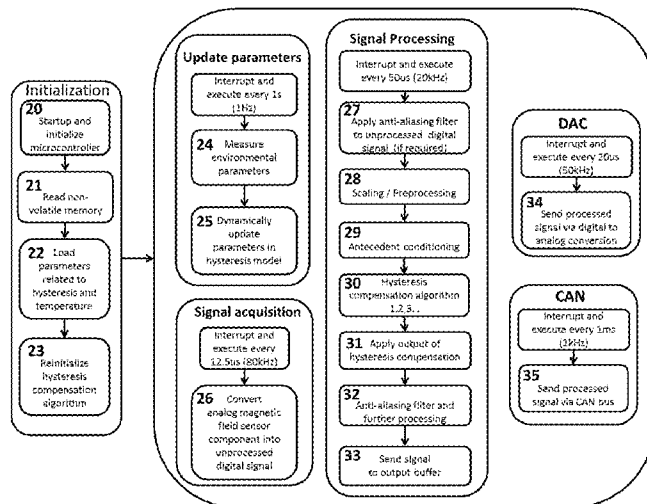 Initialization
20
Startup and
initialize
microcontroller
21
Read non-
volatile memory
22
Load
parameters
related to
hysteresis and
temperature
23
Reinitialize
hysteresis
compensation
algorithm
Update parameters
Interrupt and
execute every 1s
(1Hz)
24
Measure
environmental
parameters
25
Dynamically
update
parameters in
hysteresis model
Signal acquisition
Interrupt and
execute every
12.5us (80kHz)
26
Convert
analog magnetic
field sensor
component into
unprocessed
digital signal
Signal Processing
Interrupt and execute
every 50us (20kHz)
27
Apply anti-aliasing filter
to unprocessed digital
signal (if required)
28
Scaling / Preprocessing
29
Antecedent conditioning
30
Hysteresis
compensation algorithm
1,2,3...
31
Apply output of
hysteresis compensation
32
Anti-aliasing filter and
further processing
33
Send signal
to output buffer
DAC
Interrupt and
execute every 20us
(50kHz)
34
Send processed
signal via digital to
analog conversion
CAN
Interrupt and
execute every 1ms
(1kHz)
35
Send processed
signal via CAN bus